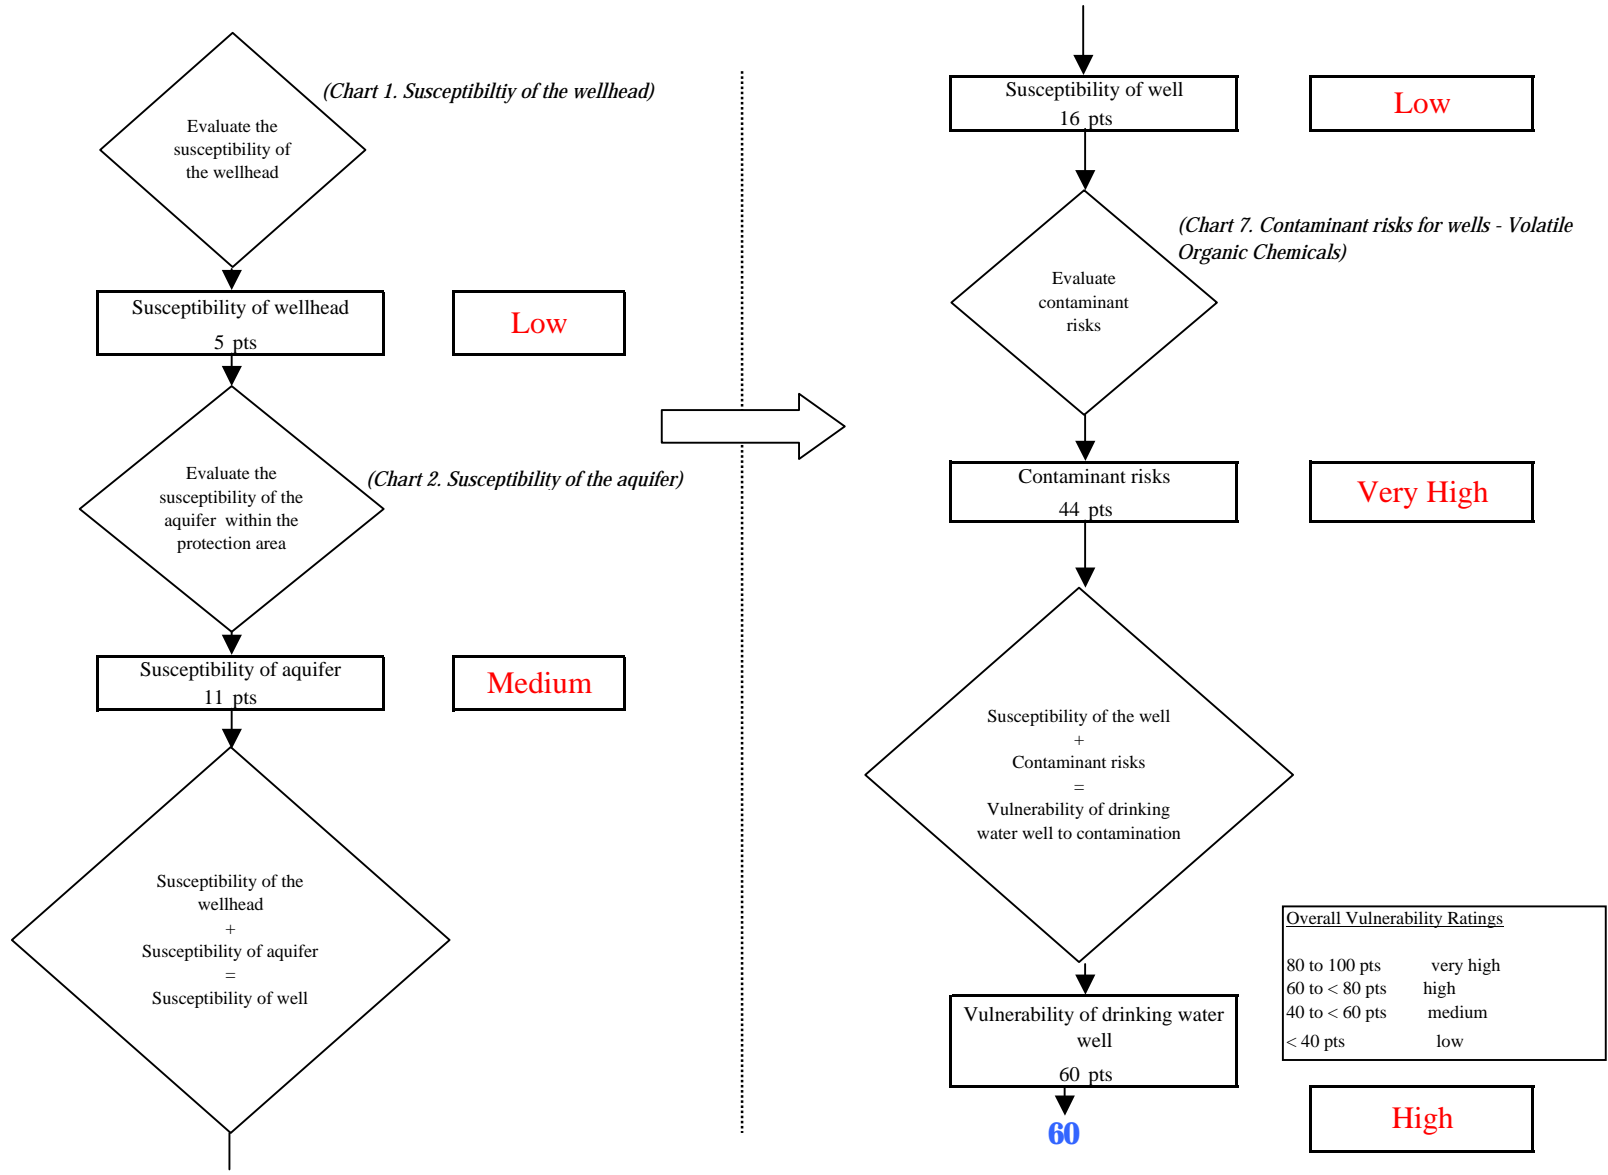 (Chart 1. Susceptibiltiy of the wellhead)
Evaluate the
susceptibility of
the wellhead
Susceptibility of wellhead
5 pts
Low
Evaluate the
susceptibility of the
aquifer within the
protection area
(Chart 2. Susceptibility of the aquifer)
Susceptibility of aquifer
11 pts
Medium
Susceptibility of the
wellhead
+
Susceptibility of aquifer
=
Susceptibility of well
Susceptibility of well
16 pts
Low
(Chart 7. Contaminant risks for wells - Volatile
Organic Chemicals)
Evaluate
contaminant
risks
Contaminant risks
44 pts
Very High
Susceptibility of the well
+
Contaminant risks
=
Vulnerability of drinking
water well to contamination
Overall Vulnerability Ratings
80 to 100 pts very high
60 to < 80 pts high
40 to < 60 pts medium
< 40 pts low
Vulnerability of drinking water
well
60 pts
60
High